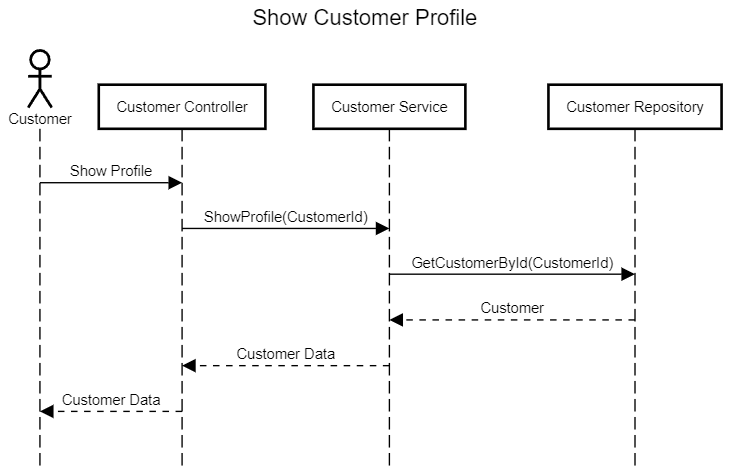 Show Customer Profile
Customer
Customer Controller
Customer Service
Customer Repository
Show Profile
ShowProfile(CustomerId)
GetCustomerById(CustomerId)
Customer
Customer Data
Customer Data